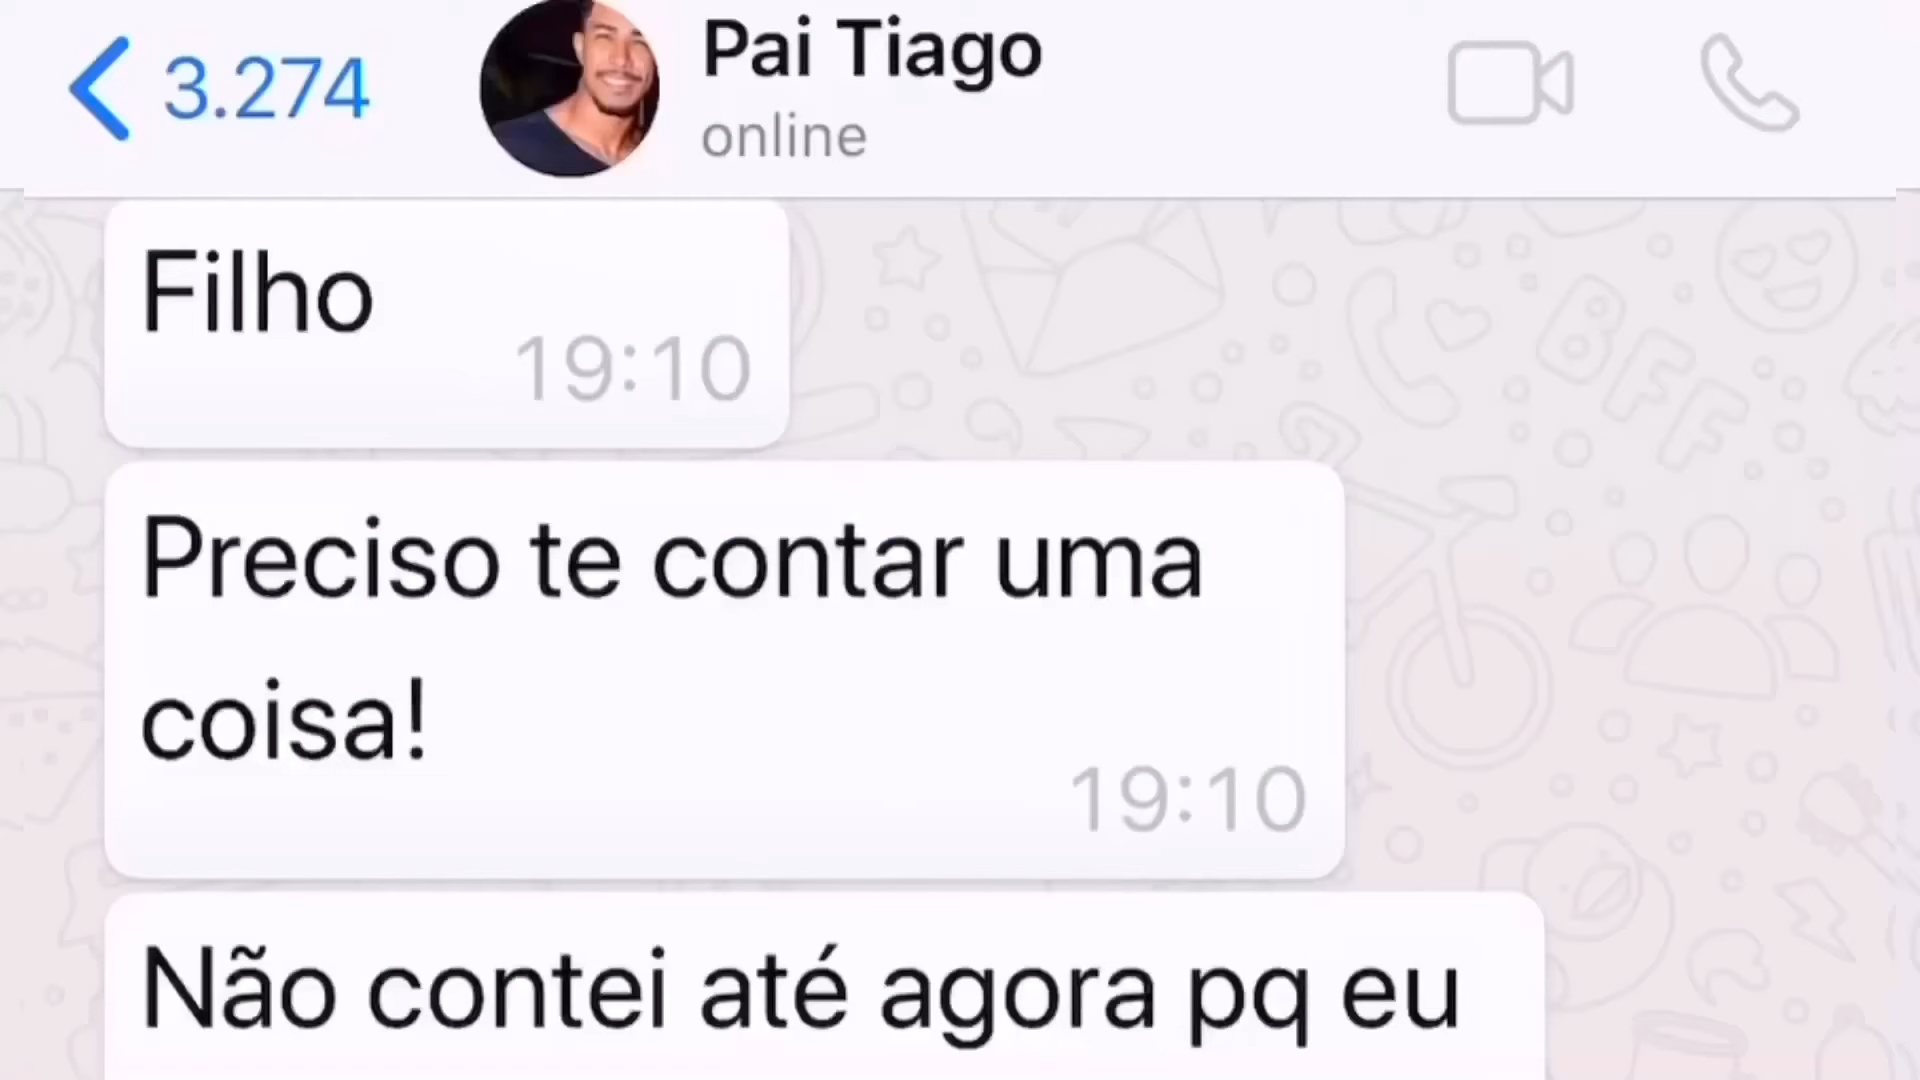 3.274
Pai Tiago
online
Filho
19:10
Preciso te contar uma
coisa!
19:10
Não contei até agora pq eu
BFF